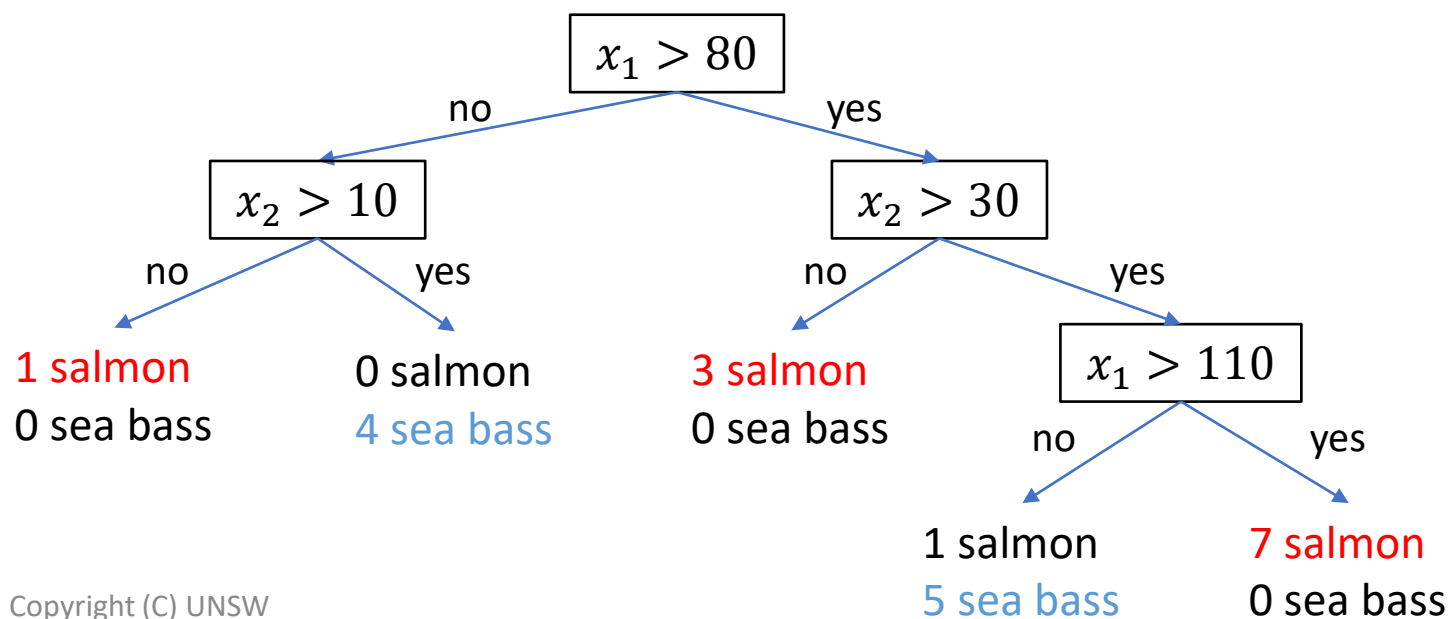 x₁ > 80
no
yes
x₂ > 10
x₂ > 30
no
yes
no
yes
1 salmon
0 sea bass
0 salmon
4 sea bass
3 salmon
0 sea bass
x₁ > 110
no
yes
1 salmon
5 sea bass
7 salmon
0 sea bass
Copyright (C) UNSW